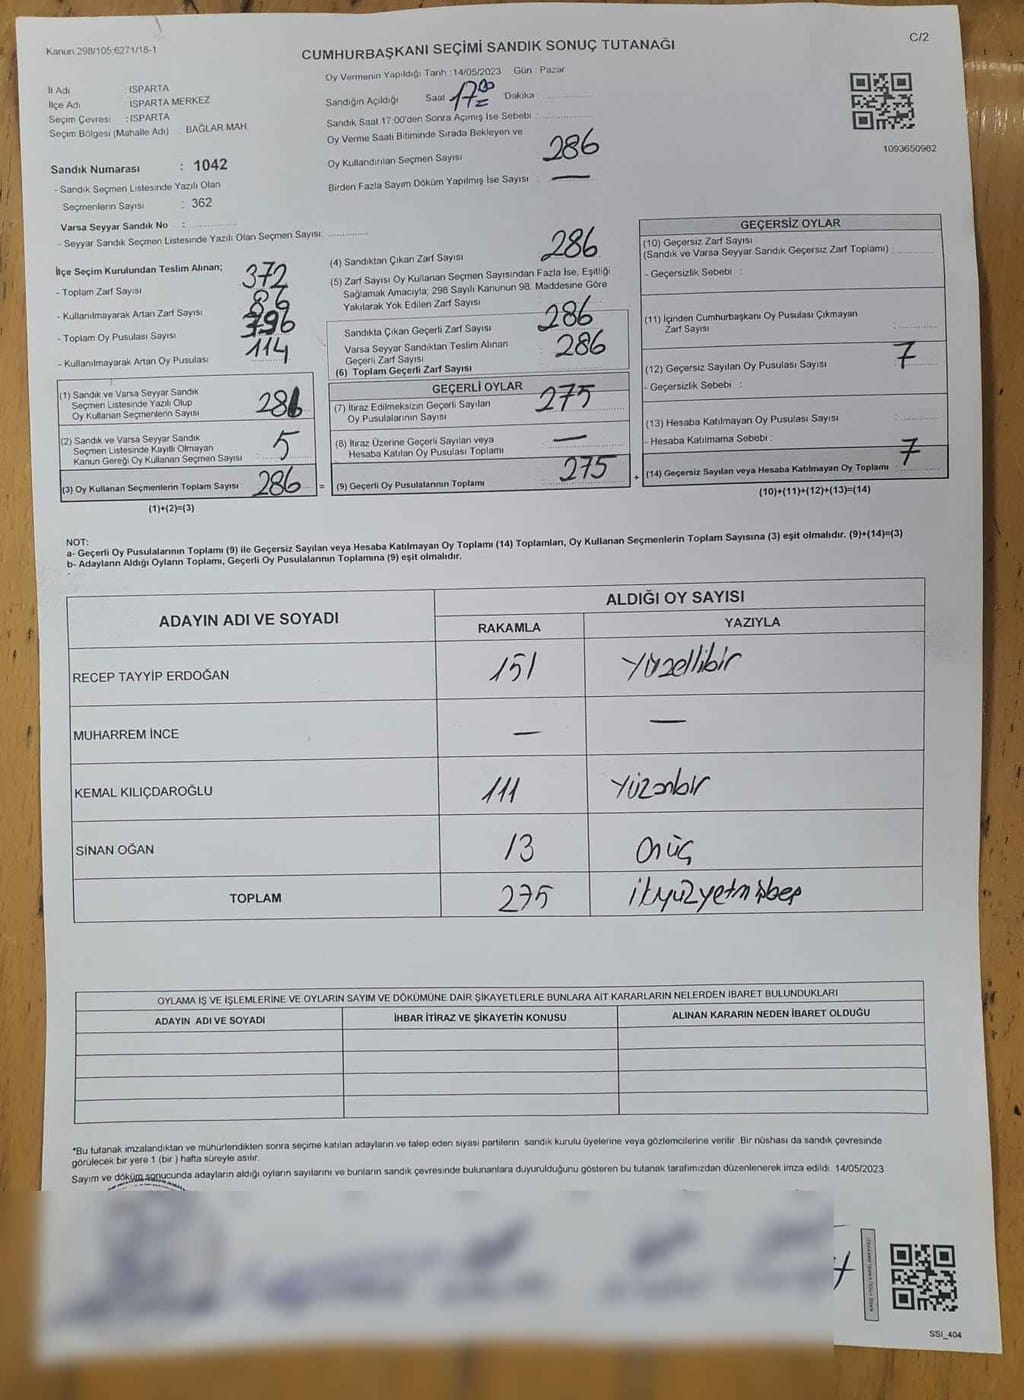 Kanun 298/105,6271/18-1
CUMHURBAŞKANI SEÇİMİ SANDIK SONUÇ TUTANAĞI
C/2
Oy Vermenin Yapıldığı Tarih : 14/05/2023 Gün : Pazar
İl Adı : ISPARTA
İlçe Adı : ISPARTA MERKEZ
Seçim Çevresi : ISPARTA
Seçim Bölgesi (Mahalle Adı) : BAĞLAR MAH.
Sandığın Açıldığı Saat 17:00 Dakika :
Sandık Saat 17:00'den Sonra Açımış İse Sebebi :
Oy Verme Saati Bitiminde Sırada Bekleyen ve
Oy Kullandırılan Seçmen Sayısı 286
Birden Fazla Sayım Döküm Yapılmış İse Sayısı : —
1093650982
Sandık Numarası : 1042
- Sandık Seçmen Listesinde Yazılı Olan
Seçmenlerin Sayısı : 362
Varsa Seyyar Sandık No :
- Seyyar Sandık Seçmen Listesinde Yazılı Olan Seçmen Sayısı:
İlçe Seçim Kurulundan Teslim Alınan;
- Toplam Zarf Sayısı 372
- Kullanılmayarak Artan Zarf Sayısı 86
- Toplam Oy Pusulası Sayısı
- Kullanılmayarak Artan Oy Pusulası 114
(1) Sandık ve Varsa Seyyar Sandık
Seçmen Listesinde Yazılı Olup
Oy Kullanan Seçmenlerin Sayısı
(2) Sandık ve Varsa Seyyar Sandık
Seçmen Listesinde Kayıtlı Olmayan
Kanun Gereği Oy Kullanan Seçmen Sayısı 5
(3) Oy Kullanan Seçmenlerin Toplam Sayısı 286 =
(1)+(2)=(3)
(4) Sandıktan Çıkan Zarf Sayısı 286
(5) Zarf Sayısı Oy Kullanan Seçmen Sayısından Fazla İse, Eşitliği
Sağlamak Amacıyla; 298 Sayılı Kanunun 98. Maddesine Göre
Yakılarak Yok Edilen Zarf Sayısı
Sandıkta Çıkan Geçerli Zarf Sayısı 286
Varsa Seyyar Sandıktan Teslim Alınan
Geçerli Zarf Sayısı : 286
(6) Toplam Geçerli Zarf Sayısı
GEÇERLİ OYLAR
(7) İtiraz Edilmeksizin Geçerli Sayılan
Oy Pusulalarının Sayısı 275
(8) İtiraz Üzerine Geçerli Sayılan veya
Hesaba Katılan Oy Pusulası Toplamı —
(9) Geçerli Oy Pusulalarının Toplamı 275 +
GEÇERSİZ OYLAR
(10) Geçersiz Zarf Sayısı
(Sandık ve Varsa Seyyar Sandık Geçersiz Zarf Toplamı) :
- Geçersizlik Sebebi :
(11) İçinden Cumhurbaşkanı Oy Pusulası Çıkmayan
Zarf Sayısı :
(12) Geçersiz Sayılan Oy Pusulası Sayısı 7
- Geçersizlik Sebebi :
(13) Hesaba Katılmayan Oy Pusulası Sayısı :
- Hesaba Katılmama Sebebi :
(14) Geçersiz Sayılan veya Hesaba Katılmayan Oy Toplamı 7
(10)+(11)+(12)+(13)=(14)
NOT:
a- Geçerli Oy Pusulalarının Toplamı (9) ile Geçersiz Sayılan veya Hesaba Katılmayan Oy Toplamı (14) Toplamları, Oy Kullanan Seçmenlerin Toplam Sayısına (3) eşit olmalıdır. (9)+(14)=(3)
b- Adayların Aldığı Oyların Toplamı, Geçerli Oy Pusulalarının Toplamına (9) eşit olmalıdır.
ADAYIN ADI VE SOYADI ALDIĞI OY SAYISI
RAKAMLA YAZIYLA
RECEP TAYYİP ERDOĞAN 151 Yüzellibir
MUHARREM İNCE — —
KEMAL KILIÇDAROĞLU 111 Yüzonbir
SİNAN OĞAN 13 Onüç
TOPLAM 275 ikiyüzyetmişbeş
OYLAMA İŞ VE İŞLEMLERİNE VE OYLARIN SAYIM VE DÖKÜMÜNE DAİR ŞİKAYETLERLE BUNLARA AİT KARARLARIN NELERDEN İBARET BULUNDUKLARI
ADAYIN ADI VE SOYADI İHBAR İTİRAZ VE ŞİKAYETİN KONUSU ALINAN KARARIN NEDEN İBARET OLDUĞU
*Bu tutanak imzalandıktan ve mühürlendikten sonra seçime katılan adayların ve talep eden siyasi partilerin sandık kurulu üyelerine veya gözlemcilerine verilir. Bir nüshası da sandık çevresinde
görülecek bir yere 1 (bir ) hafta süreyle asılır.
Sayım ve döküm sonucunda adayların aldığı oyların sayılarını ve bunların sandık çevresinde bulunanlara duyurulduğunu gösteren bu tutanak tarafımızdan düzenlenerek imza edildi. 14/05/2023
SSI_404